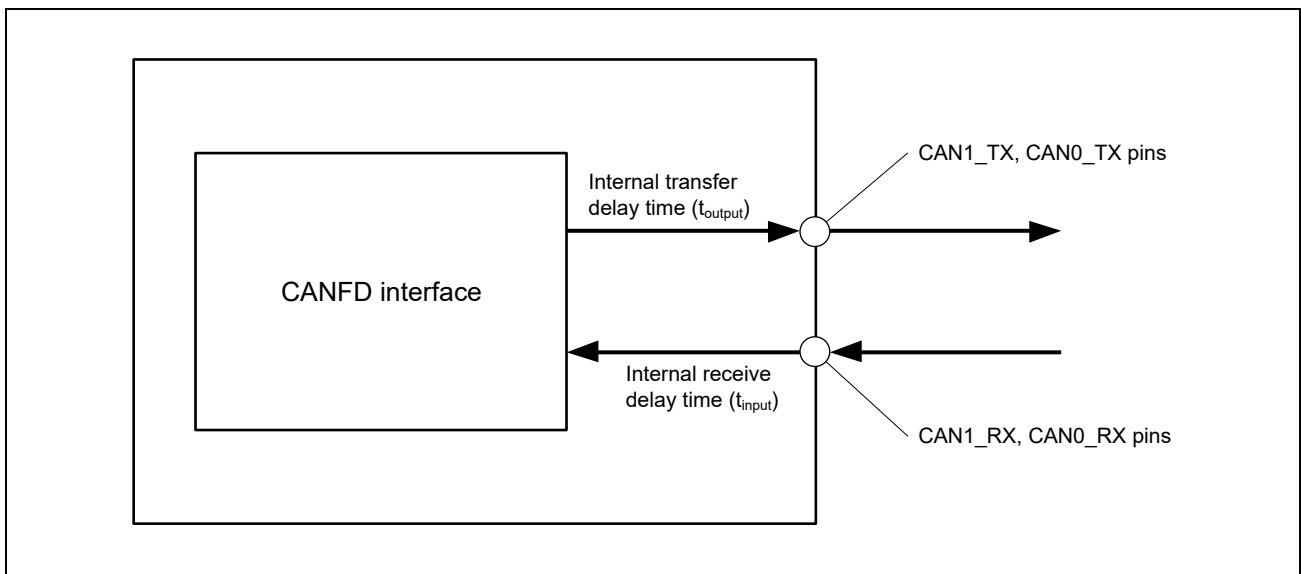 CAN1_TX, CAN0_TX pins
Internal transfer
delay time (toutput)
CANFD interface
Internal receive
delay time (tinput)
CAN1_RX, CAN0_RX pins